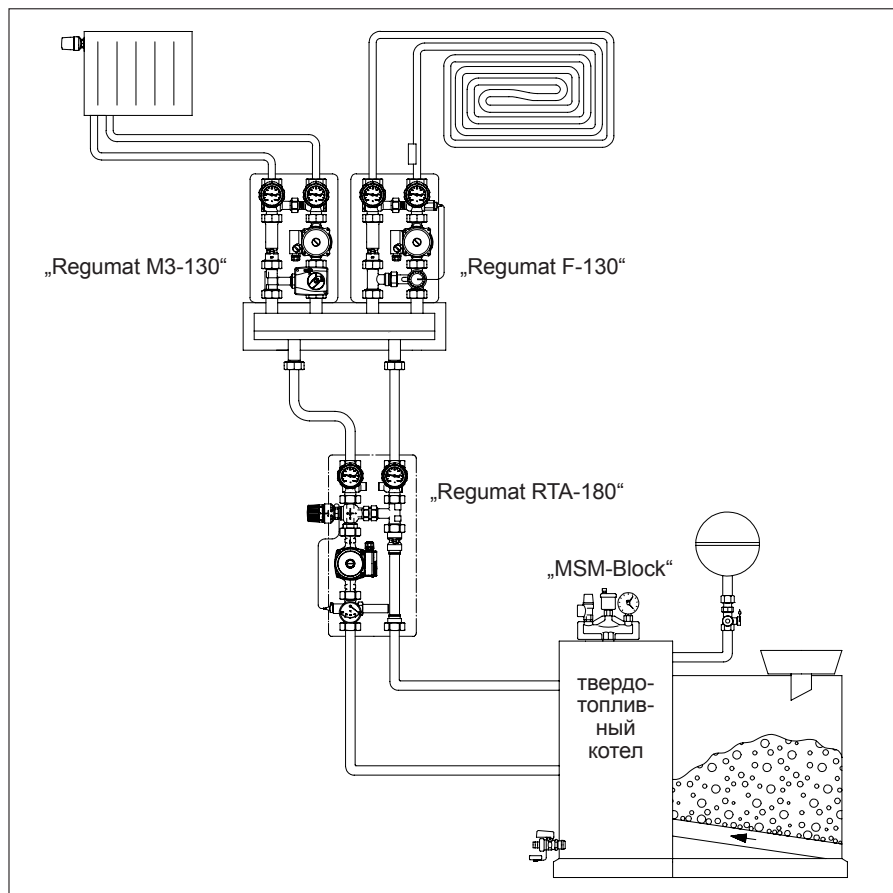 „Regumat M3-130“
„Regumat F-130“
„Regumat RTA-180“
„MSM-Block“
твердо-
топлив-
ный
котел